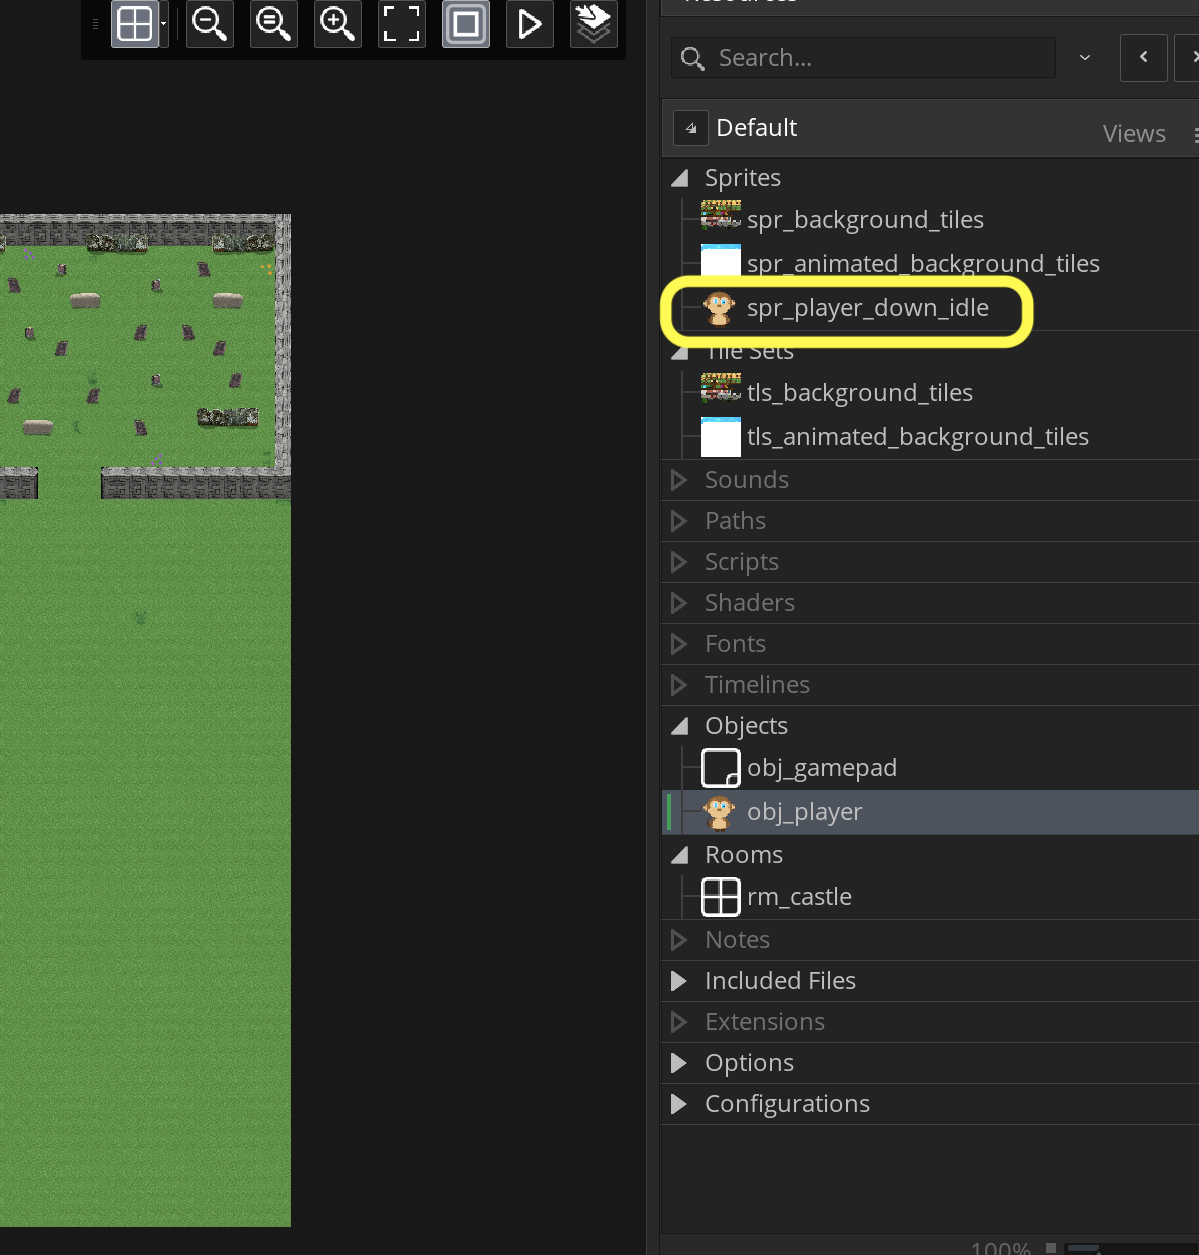 Resources
Search...
Default
Views
Sprites
spr_background_tiles
spr_animated_background_tiles
spr_player_down_idle
Tile Sets
tls_background_tiles
tls_animated_background_tiles
Sounds
Paths
Scripts
Shaders
Fonts
Timelines
Objects
obj_gamepad
obj_player
Rooms
rm_castle
Notes
Included Files
Extensions
Options
Configurations
100%